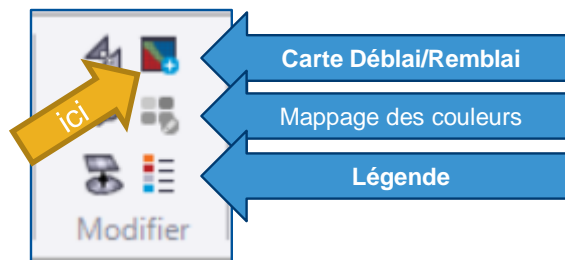 Carte Déblai/Remblai
ici
Mappage des couleurs
Légende
Modifier